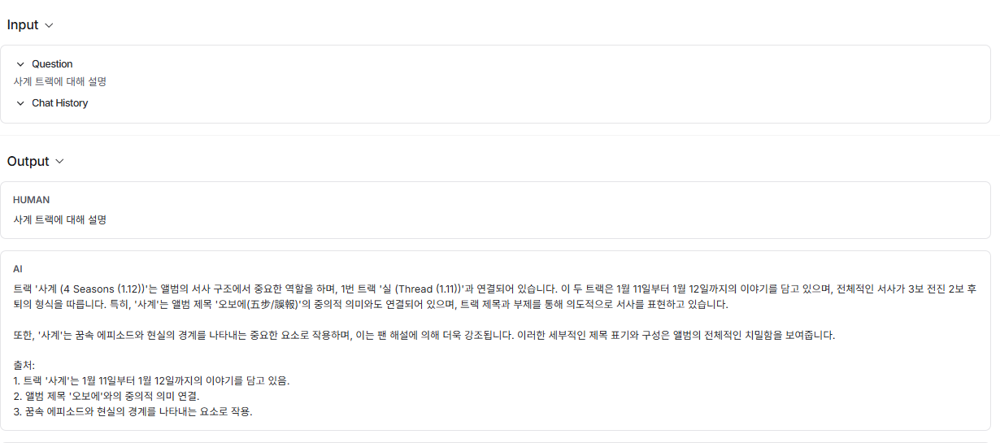 Input
Question
사계 트랙에 대해 설명
Chat History
Output
HUMAN
사계 트랙에 대해 설명
AI
트랙 '사계 (4 Seasons (1.12))'는 앨범의 서사 구조에서 중요한 역할을 하며, 1번 트랙 '실 (Thread (1.11))'과 연결되어 있습니다. 이 두 트랙은 1월 11일부터 1월 12일까지의 이야기를 담고 있으며, 전체적인 서사가 3보 전진 2보 후
퇴의 형식을 따릅니다. 특히, '사계'는 앨범 제목 '오보에(五步/誤報)'의 중의적 의미와도 연결되어 있으며, 트랙 제목과 부제를 통해 의도적으로 서사를 표현하고 있습니다.
또한, '사계'는 꿈속 에피소드와 현실의 경계를 나타내는 중요한 요소로 작용하며, 이는 팬 해설에 의해 더욱 강조됩니다. 이러한 세부적인 제목 표기와 구성은 앨범의 전체적인 치밀함을 보여줍니다.
출처:
1. 트랙 '사계'는 1월 11일부터 1월 12일까지의 이야기를 담고 있음.
2. 앨범 제목 '오보에'와의 중의적 의미 연결.
3. 꿈속 에피소드와 현실의 경계를 나타내는 요소로 작용.